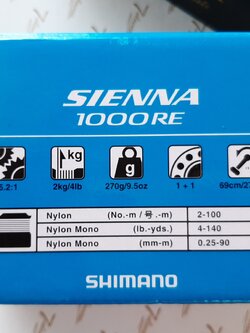 SIENNA
1000RE
kg
g
5.2:1 2kg/4lb 270g/9.5oz 1 + 1 69cm/27
Nylon (No.-m / 号.-m) 2-100
Nylon Mono (lb.-yds.) 4-140
Nylon Mono (mm-m) 0.25-90
SHIMANO